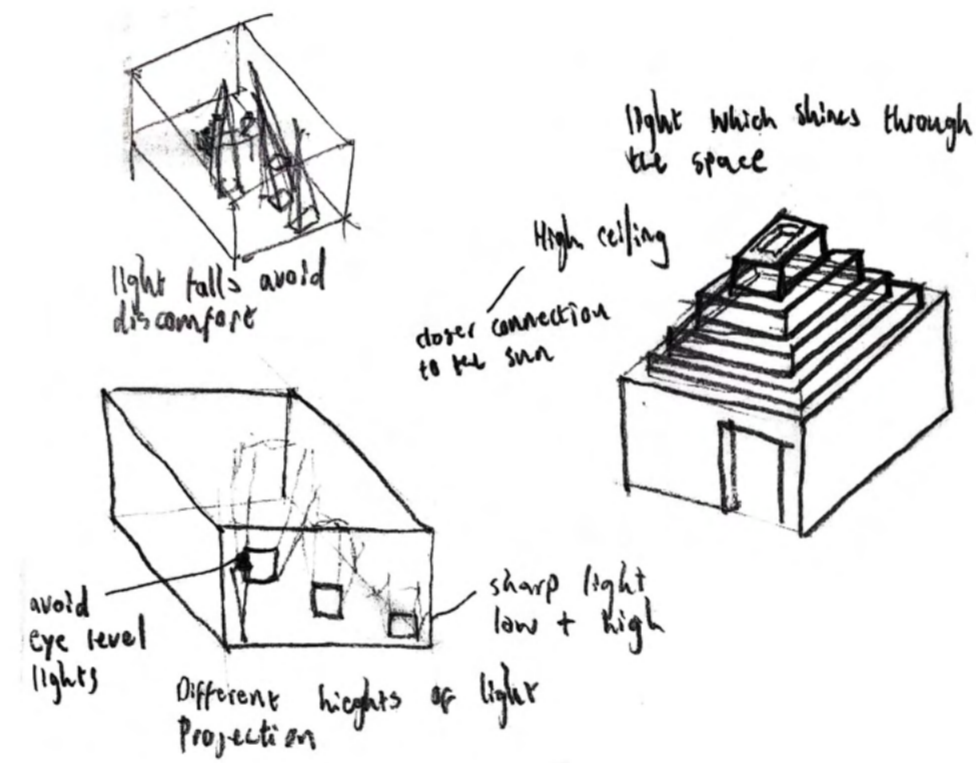 light which shines through
the space
High ceiling
closer connection
to the sun
light falls avoid
discomfort
avoid
eye level
lights
sharp light
low + high
Different hieghts of light
Projection